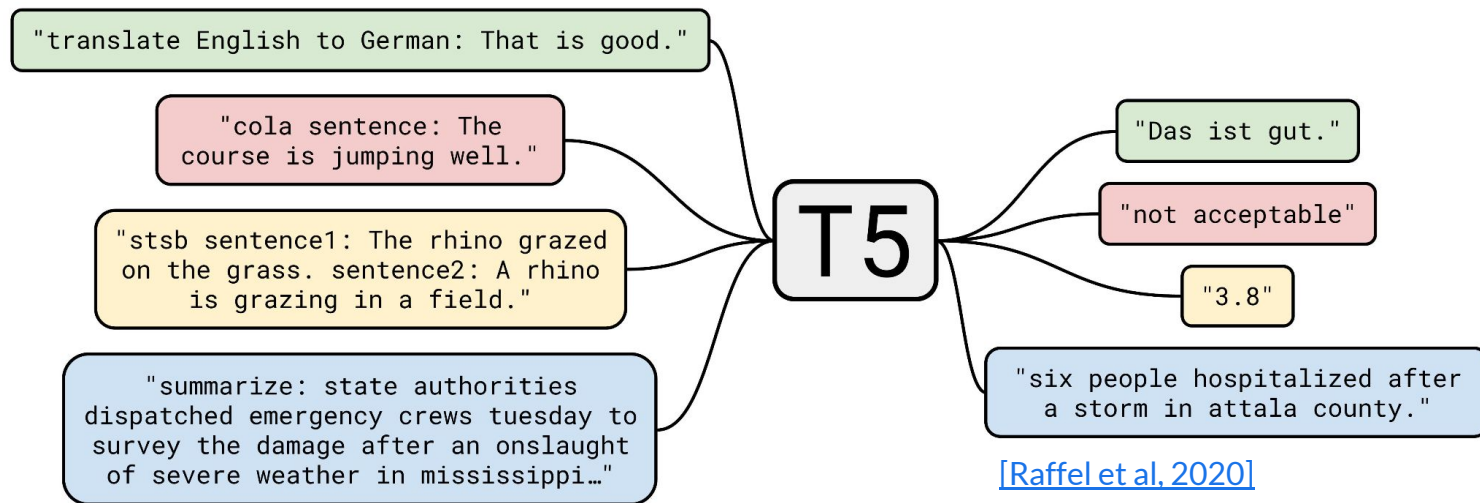 "translate English to German: That is good."
"cola sentence: The
course is jumping well."
"stsb sentence1: The rhino grazed
on the grass. sentence2: A rhino
is grazing in a field."
"summarize: state authorities
dispatched emergency crews tuesday to
survey the damage after an onslaught
of severe weather in mississippi…"
T5
"Das ist gut."
"not acceptable"
"3.8"
"six people hospitalized after
a storm in attala county."
[Raffel et al, 2020]